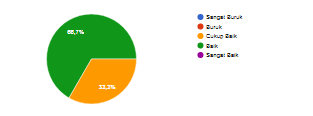 66,7%
33,3%
Sangat Buruk
Buruk
Cukup Baik
Baik
Sangat Baik